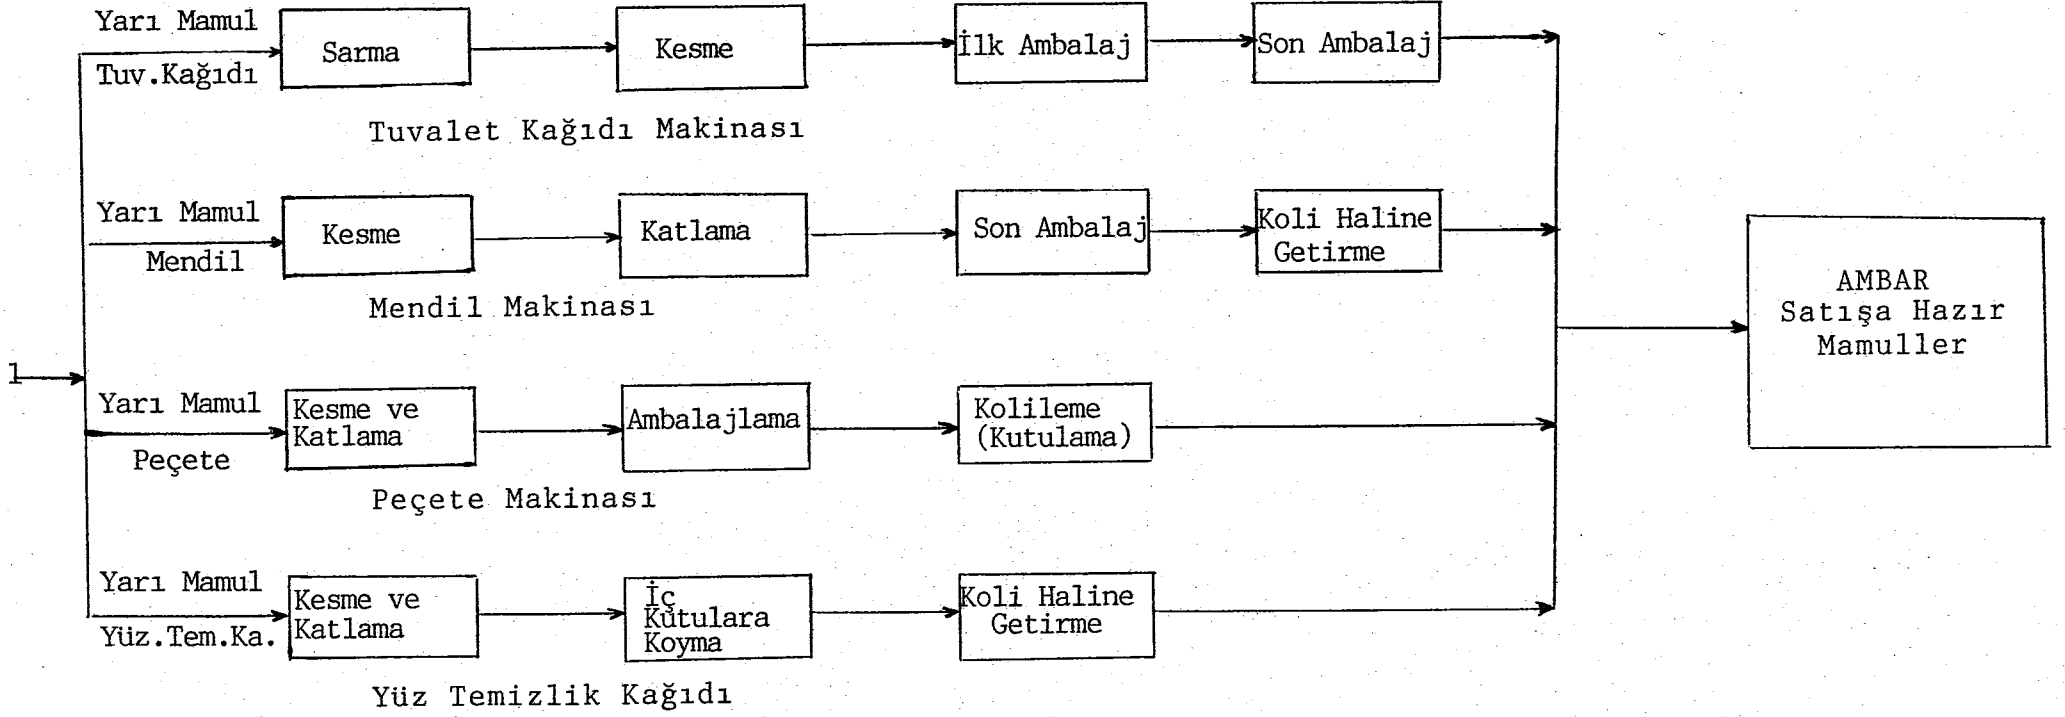 Yarı Mamul
Tuv.Kağıdı
Sarma
Kesme
İlk Ambalaj
Son Ambalaj
Tuvalet Kağıdı Makinası
Yarı Mamul
Mendil
Kesme
Katlama
Son Ambalaj
Koli Haline
Getirme
Mendil Makinası
AMBAR
Satışa Hazır
Mamuller
1
Yarı Mamul
Peçete
Kesme ve
Katlama
Ambalajlama
Kolileme
(Kutulama)
Peçete Makinası
Yarı Mamul
Yüz.Tem.Ka.
Kesme ve
Katlama
İç
Kutulara
Koyma
Koli Haline
Getirme
Yüz Temizlik Kağıdı